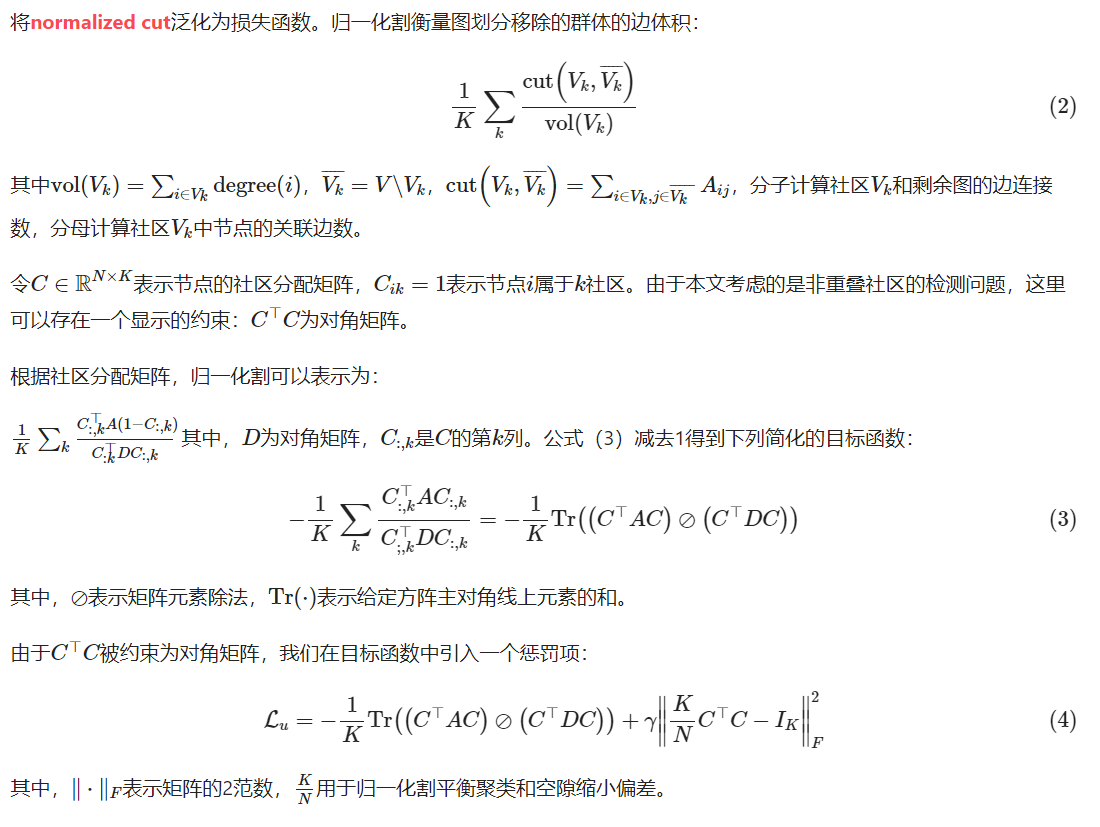 将normalized cut泛化为损失函数。归一化割衡量图划分移除的群体的边体积：
$$\frac{1}{K}\sum_{k}\frac{\mathrm{cut}\left(V_k,\overline{V_k}\right)}{\mathrm{vol}(V_k)}$$ (2)
其中$\mathrm{vol}(V_k)=\sum_{i\in V_k}\mathrm{degree}(i)$，$\overline{V_k}=V\backslash V_k$，$\mathrm{cut}\left(V_k,\overline{V_k}\right)=\sum_{i\in V_k,j\in\overline{V_k}}A_{ij}$，分子计算社区$V_k$和剩余图的边连接
数，分母计算社区$V_k$中节点的关联边数。
令$C\in\mathbb{R}^{N\times K}$表示节点的社区分配矩阵，$C_{ik}=1$表示节点$i$属于$k$社区。由于本文考虑的是非重叠社区的检测问题，这里
可以存在一个显示的约束：$C^\top C$为对角矩阵。
根据社区分配矩阵，归一化割可以表示为：
$\frac{1}{K}\sum_k\frac{C_{:,k}^\top A(1-C_{:,k})}{C_{:k}^\top DC_{:,k}}$其中，$D$为对角矩阵，$C_{:,k}$是$C$的第$k$列。公式（3）减去1得到下列简化的目标函数：
$$-\frac{1}{K}\sum_k\frac{C_{:,k}^\top AC_{:,k}}{C_{;,k}^\top DC_{:,k}}=-\frac{1}{K}\mathrm{Tr}\left(\left(C^\top AC\right)\oslash\left(C^\top DC\right)\right)$$ (3)
其中，$\oslash$表示矩阵元素除法，$\mathrm{Tr}(\cdot)$表示给定方阵主对角线上元素的和。
由于$C^\top C$被约束为对角矩阵，我们在目标函数中引入一个惩罚项：
$$\mathcal{L}_u=-\frac{1}{K}\mathrm{Tr}\left(\left(C^\top AC\right)\oslash\left(C^\top DC\right)\right)+\gamma\left\|\frac{K}{N}C^\top C-I_K\right\|_F^2$$ (4)
其中，$\|\cdot\|_F$表示矩阵的2范数，$\frac{K}{N}$用于归一化割平衡聚类和空隙缩小偏差。